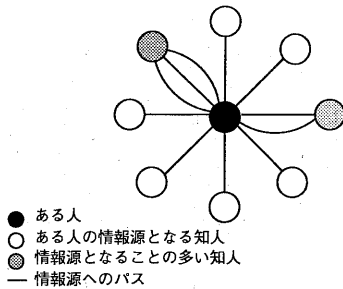 ある人
ある人の情報源となる知人
情報源となることの多い知人
情報源へのパス